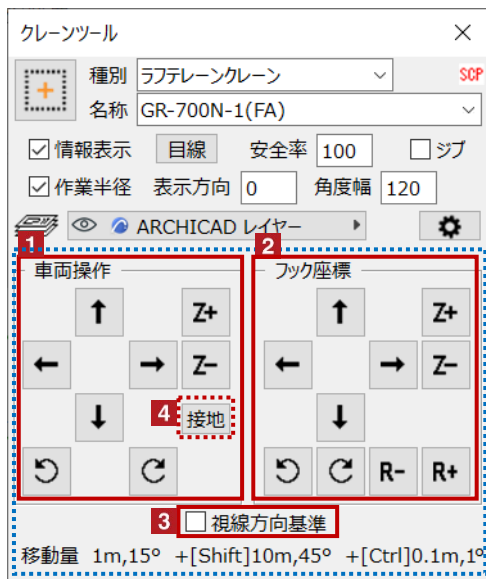 クレーンツール
種別 ラフテレーンクレーン SCP
名称 GR-700N-1(FA)
情報表示 目線 安全率 100 ジブ
作業半径 表示方向 0 角度幅 120
ARCHICAD レイヤー
1 2
車両操作 フック座標
Z+ Z+
Z- Z-
4 接地
R- R+
3 視線方向基準
移動量 1m,15° +[Shift]10m,45° +[Ctrl]0.1m,1°